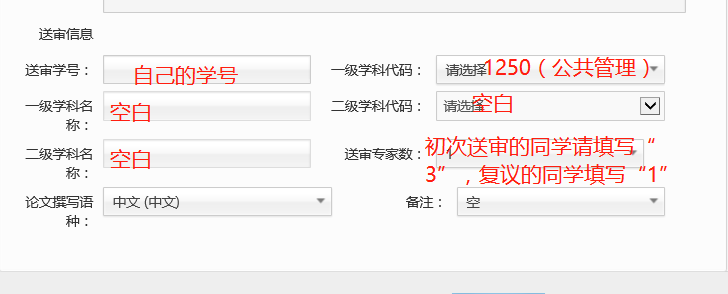 送审信息
送审学号： 自己的学号 一级学科代码： 请选择 1250（公共管理）
一级学科名称： 空白 二级学科代码： 请选择 空白
二级学科名称： 空白 送审专家数： 初次送审的同学请填写“
3”，复议的同学填写“1”
论文撰写语种： 中文 (中文) 备注： 空